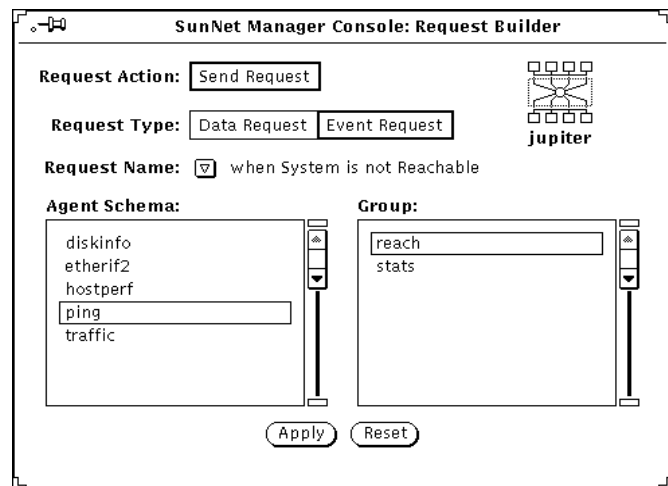 SunNet Manager Console: Request Builder
Request Action: Send Request
Request Type: Data Request Event Request
jupiter
Request Name: when System is not Reachable
Agent Schema: Group:
diskinfo reach
etherif2 stats
hostperf
ping
traffic
Apply Reset